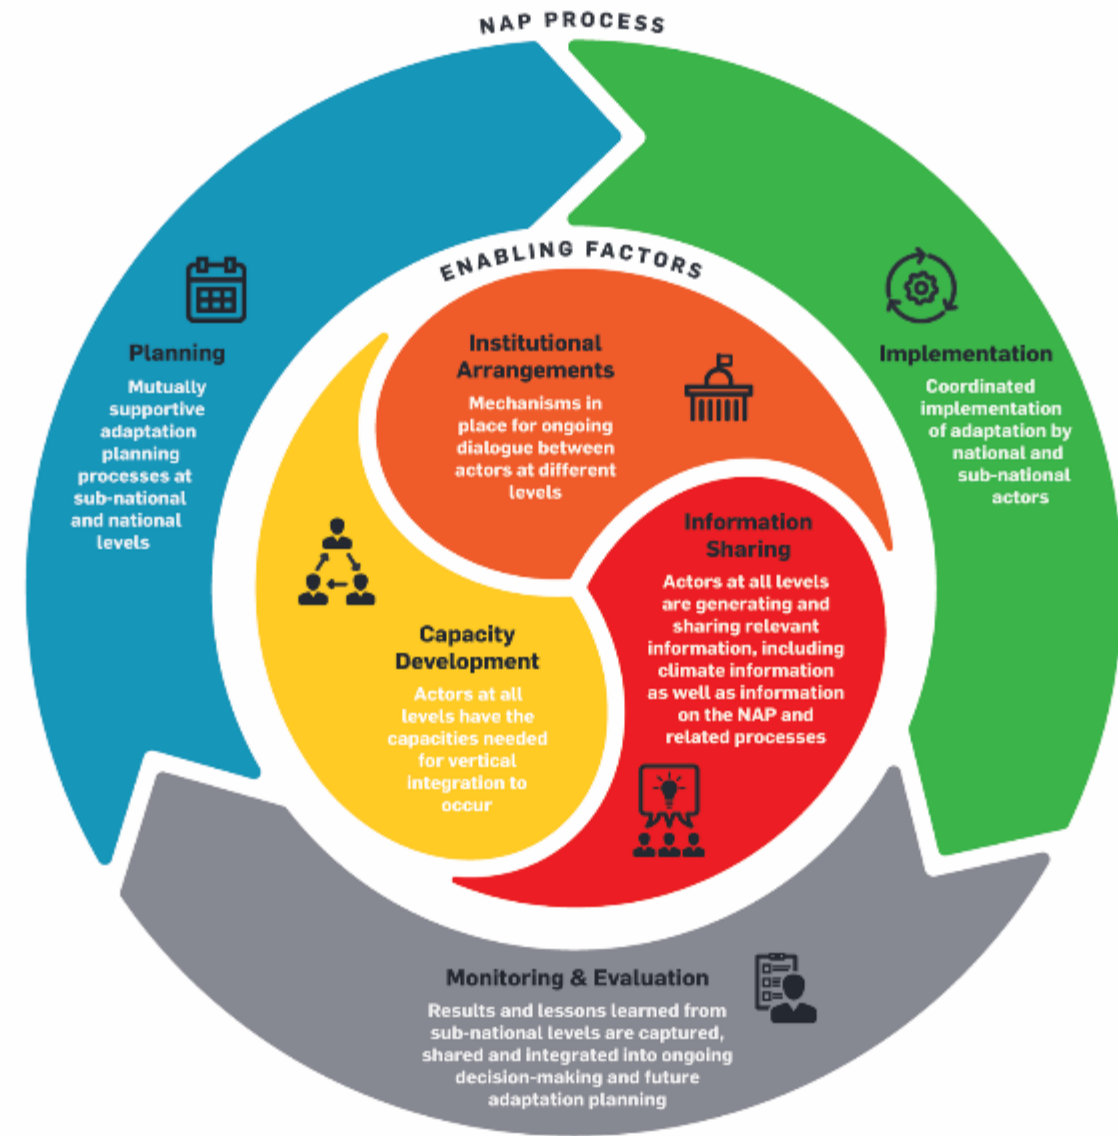 NAP PROCESS
Planning
Mutually
supportive
adaptation
planning
processes at
sub-national
and national
levels
Implementation
Coordinated
implementation
of adaptation by
national and
sub-national
actors
Monitoring & Evaluation
Results and lessons learned from
sub-national levels are captured,
shared and integrated into ongoing
decision-making and future
adaptation planning
ENABLING FACTORS
Institutional
Arrangements
Mechanisms in
place for ongoing
dialogue between
actors at different
levels
Information
Sharing
Actors at all levels
are generating and
sharing relevant
information, including
climate information
as well as information
on the NAP and
related processes
Capacity
Development
Actors at all
levels have the
capacities needed
for vertical
integration to
occur